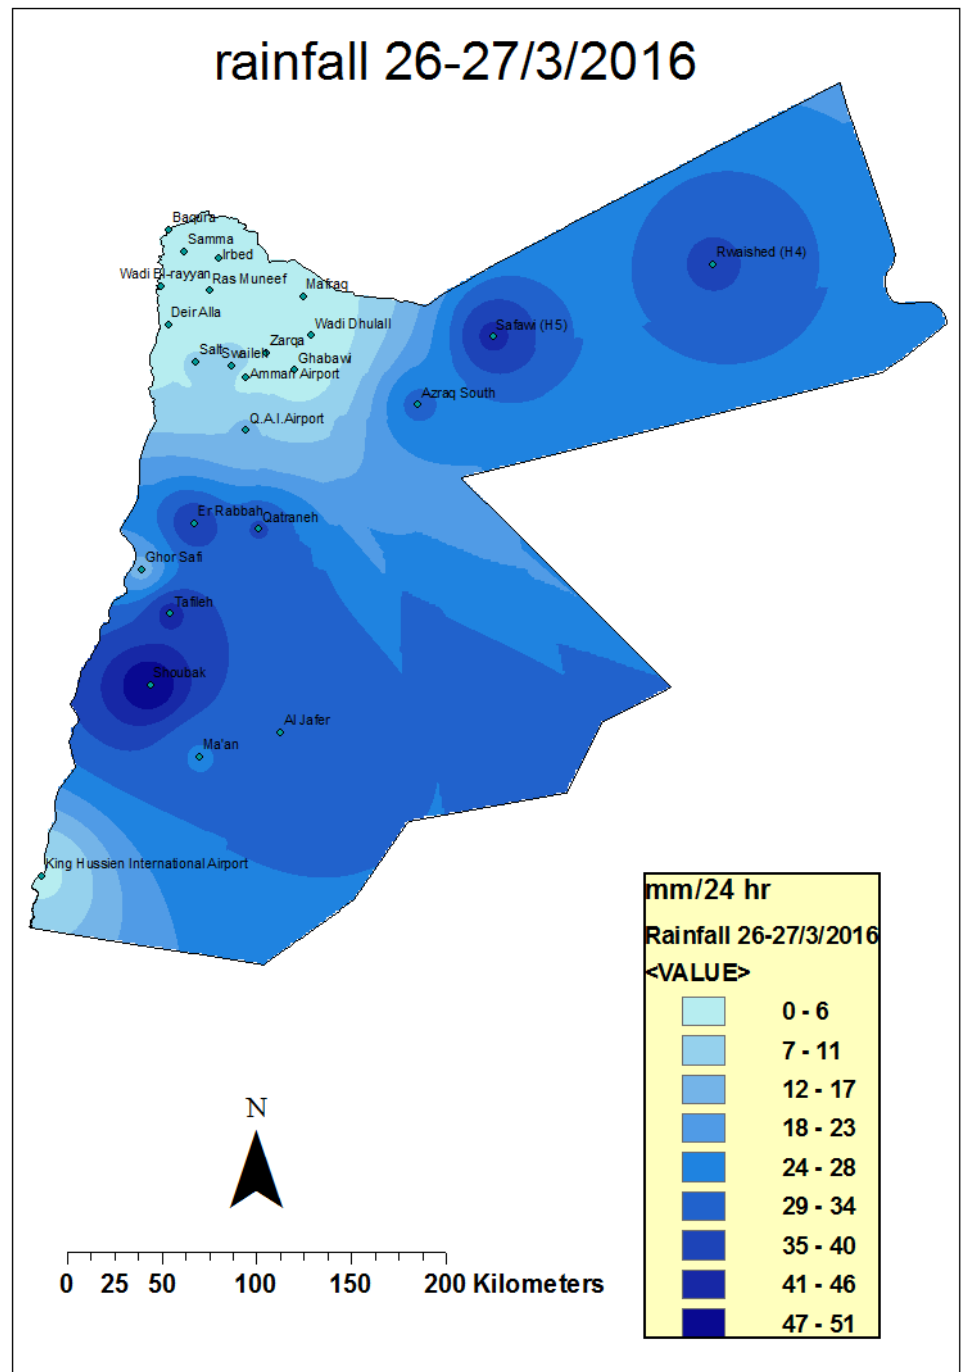 rainfall 26-27/3/2016
Baqura
Samma
Irbed
Wadi El-rayyan
Ras Muneef
Mafraq
Deir Alla
Wadi Dhulall
Zarqa
Salt
Swaileh
Ghabawi
Amman Airport
Q.A.I.Airport
Rwaished (H4)
Safawi (H5)
Azraq South
Er Rabbah
Qatraneh
Ghor Safi
Tafileh
Shoubak
Al Jafer
Ma'an
King Hussien International Airport
mm/24 hr
Rainfall 26-27/3/2016
<VALUE>
0 - 6
7 - 11
12 - 17
18 - 23
24 - 28
29 - 34
35 - 40
41 - 46
47 - 51
N
0 25 50 100 150 200 Kilometers